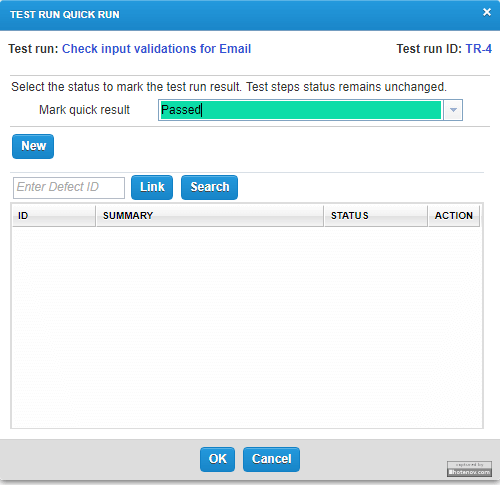 TEST RUN QUICK RUN ×
Test run: Check input validations for Email Test run ID: TR-4
Select the status to mark the test run result. Test steps status remains unchanged.
Mark quick result Passed
New
Enter Defect ID Link Search
ID SUMMARY STATUS ACTION
OK Cancel
captured by